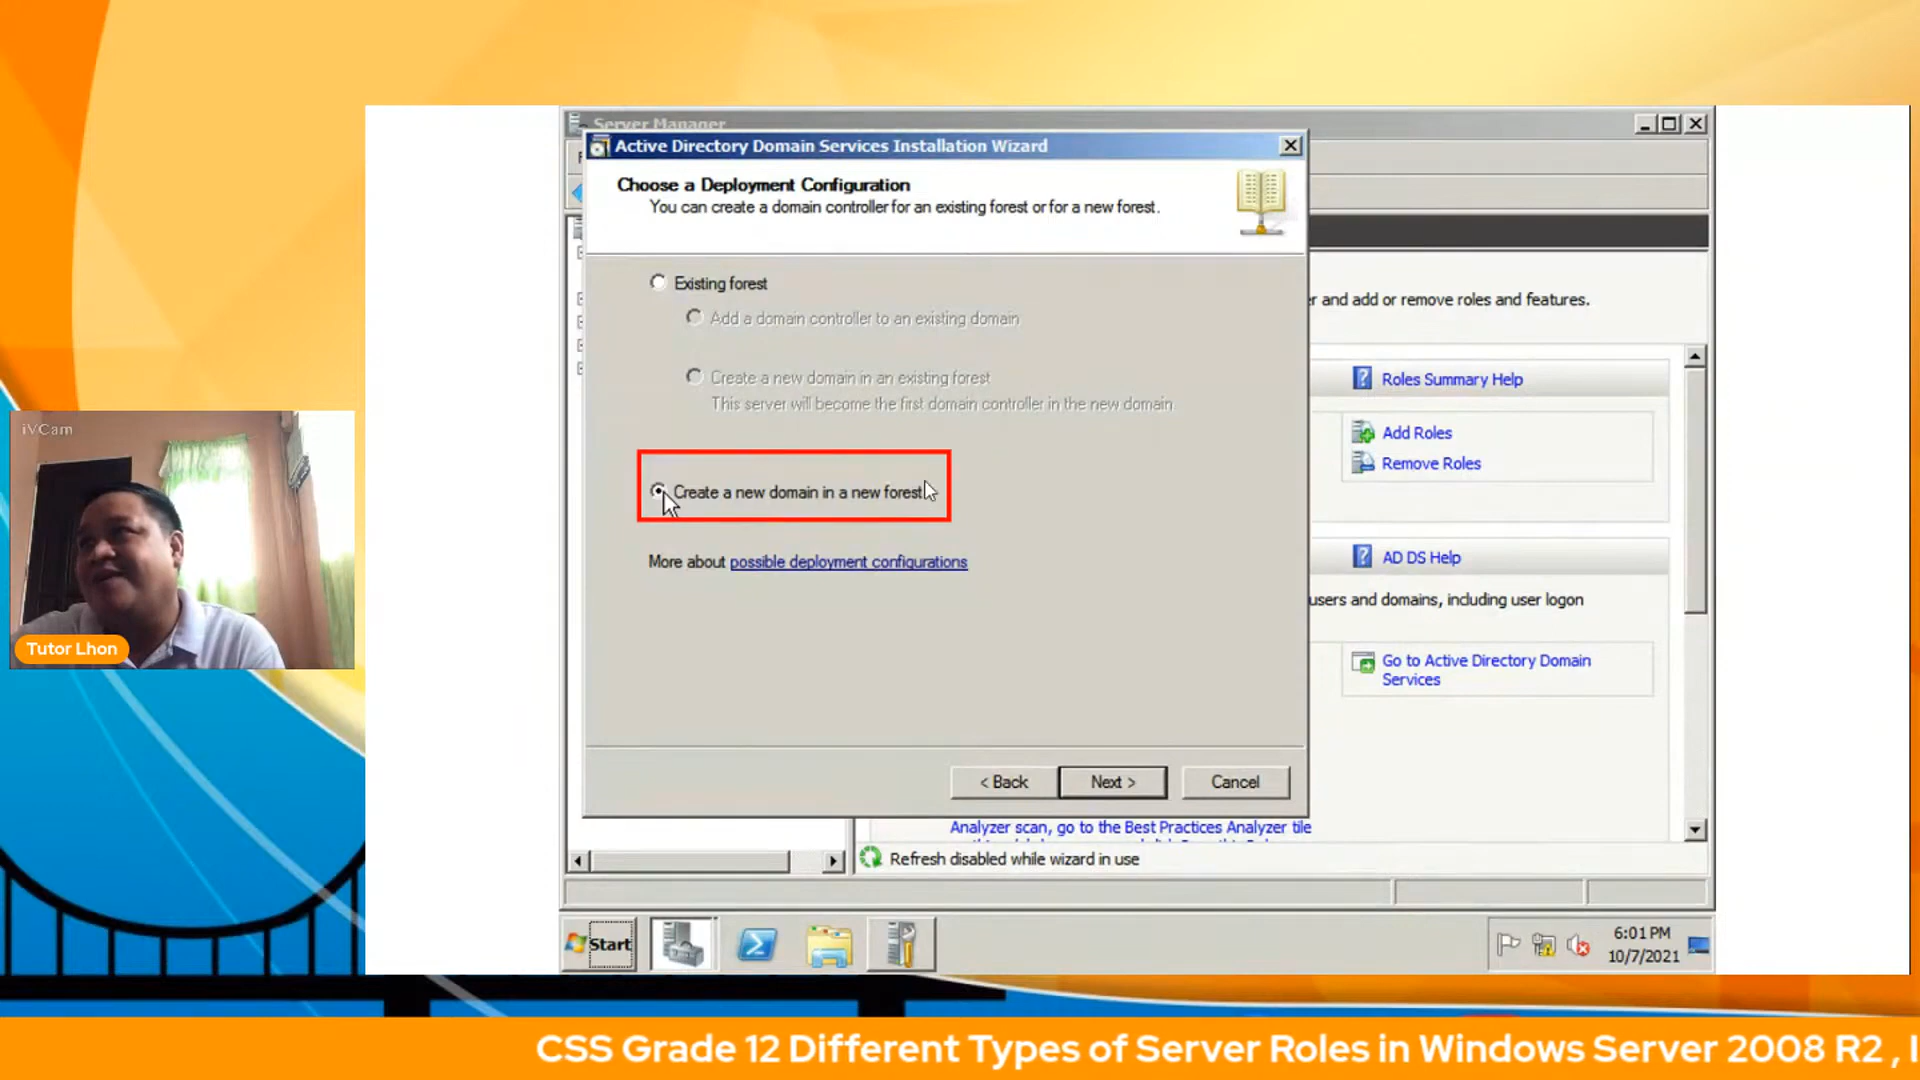 Server Manager
Active Directory Domain Services Installation Wizard
Choose a Deployment Configuration
You can create a domain controller for an existing forest or for a new forest.
Existing forest
Add a domain controller to an existing domain
Create a new domain in an existing forest
This server will become the first domain controller in the new domain.
Create a new domain in a new forest
More about possible deployment configurations
< Back
Next >
Cancel
r and add or remove roles and features.
Roles Summary Help
Add Roles
Remove Roles
AD DS Help
users and domains, including user logon
Go to Active Directory Domain
Services
Analyzer scan, go to the Best Practices Analyzer tile
Refresh disabled while wizard in use
Start
6:01 PM
10/7/2021
iVCam
Tutor Lhon
CSS Grade 12 Different Types of Server Roles in Windows Server 2008 R2 , I